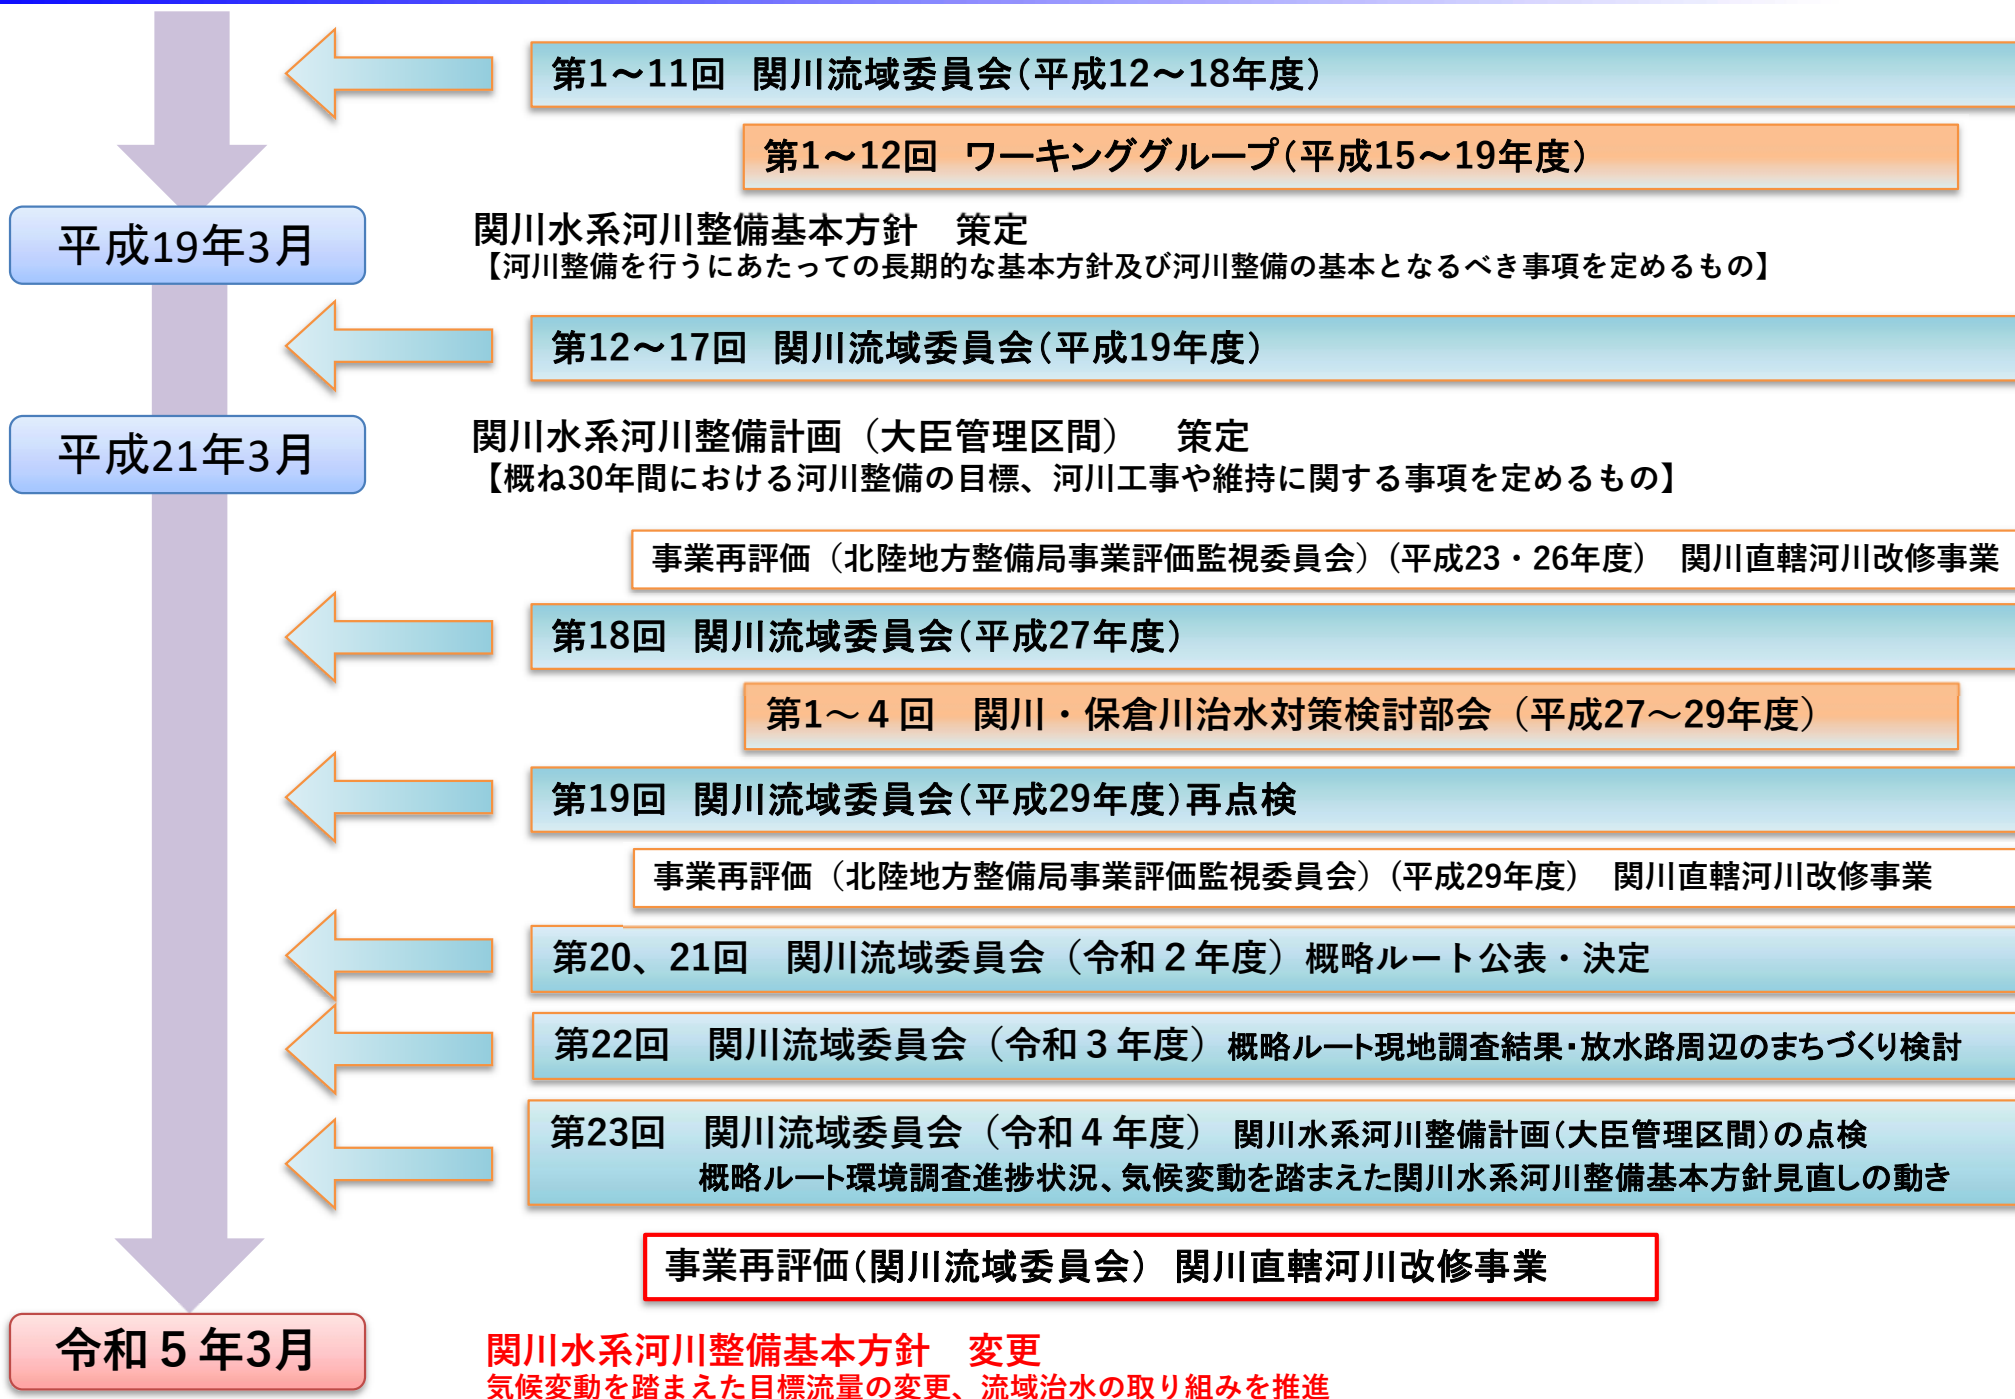 第1～11回　関川流域委員会(平成12～18年度)
第1～12回　ワーキンググループ(平成15～19年度)
平成19年3月
関川水系河川整備基本方針　策定
【河川整備を行うにあたっての長期的な基本方針及び河川整備の基本となるべき事項を定めるもの】
第12～17回　関川流域委員会(平成19年度)
平成21年3月
関川水系河川整備計画（大臣管理区間）　策定
【概ね30年間における河川整備の目標、河川工事や維持に関する事項を定めるもの】
事業再評価（北陸地方整備局事業評価監視委員会）(平成23・26年度)　関川直轄河川改修事業
第18回　関川流域委員会(平成27年度)
第1～４回　関川・保倉川治水対策検討部会（平成27～29年度）
第19回　関川流域委員会(平成29年度)再点検
事業再評価（北陸地方整備局事業評価監視委員会）(平成29年度)　関川直轄河川改修事業
第20、21回　関川流域委員会（令和２年度）概略ルート公表・決定
第22回　関川流域委員会（令和３年度）概略ルート現地調査結果・放水路周辺のまちづくり検討
第23回　関川流域委員会（令和４年度）　関川水系河川整備計画(大臣管理区間)の点検
概略ルート環境調査進捗状況、気候変動を踏まえた関川水系河川整備基本方針見直しの動き
事業再評価(関川流域委員会)　関川直轄河川改修事業
令和５年3月
関川水系河川整備基本方針　変更
気候変動を踏まえた目標流量の変更、流域治水の取り組みを推進